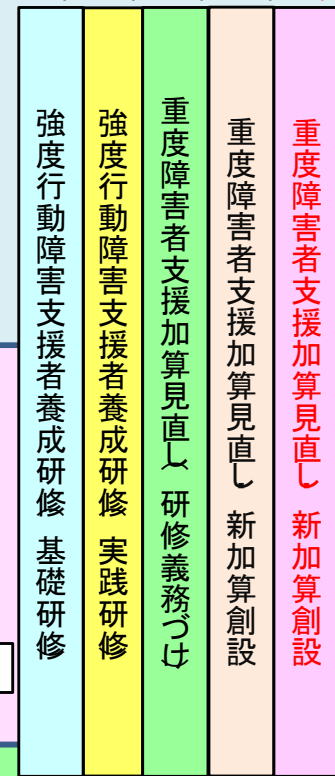 強度行動障害支援者養成研修 基礎研修
強度行動障害支援者養成研修 実践研修
重度障害者支援加算見直し 研修義務づけ
重度障害者支援加算見直し 新加算創設
重度障害者支援加算見直し 新加算創設